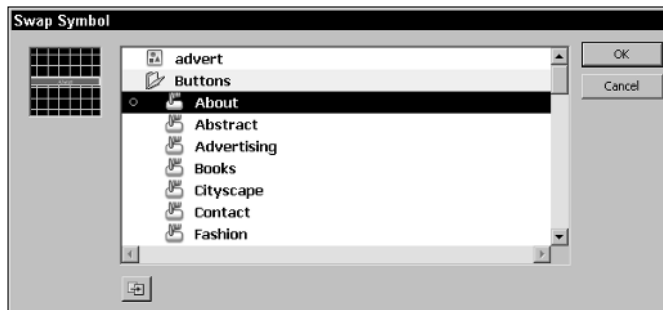 Swap Symbol
advert
Buttons
About
Abstract
Advertising
Books
Cityscape
Contact
Fashion
OK
Cancel